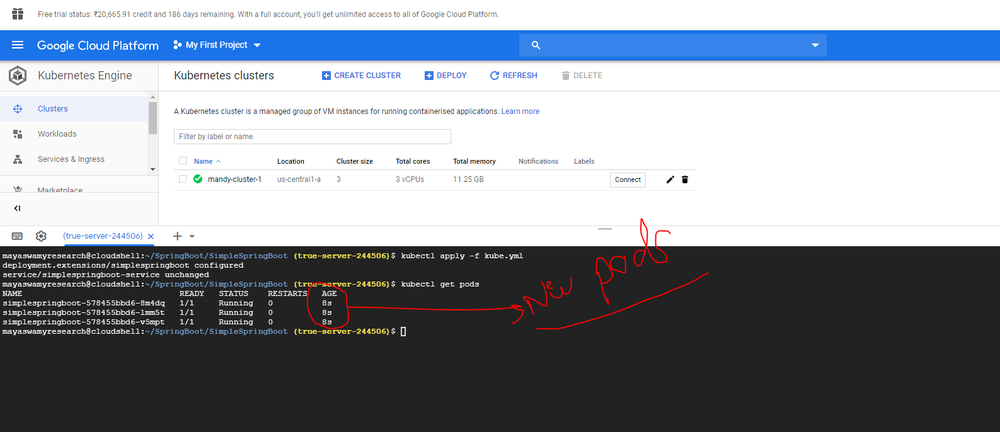 Free trial status: ₹20,665.91 credit and 186 days remaining. With a full account, you'll get unlimited access to all of Google Cloud Platform.
Google Cloud Platform My First Project
Kubernetes Engine
Kubernetes clusters CREATE CLUSTER DEPLOY REFRESH DELETE
Clusters
Workloads
Services & Ingress
Marketplace
A Kubernetes cluster is a managed group of VM instances for running containerised applications. Learn more
Filter by label or name
Name Location Cluster size Total cores Total memory Notifications Labels
mandy-cluster-1 us-central1-a 3 3 vCPUs 11.25 GB Connect
(true-server-244506)
mayaswamyresearch@cloudshell:~/SpringBoot/SimpleSpringBoot (true-server-244506)$ kubectl apply -f kube.yml
deployment.extensions/simplespringboot configured
service/simplespringboot-service unchanged
mayaswamyresearch@cloudshell:~/SpringBoot/SimpleSpringBoot (true-server-244506)$ kubectl get pods
NAME READY STATUS RESTARTS AGE
simplespringboot-578455bbd6-8m4dq 1/1 Running 0 8s
simplespringboot-578455bbd6-lmm5t 1/1 Running 0 8s
simplespringboot-578455bbd6-v5mpt 1/1 Running 0 8s
mayaswamyresearch@cloudshell:~/SpringBoot/SimpleSpringBoot (true-server-244506)$
New pods